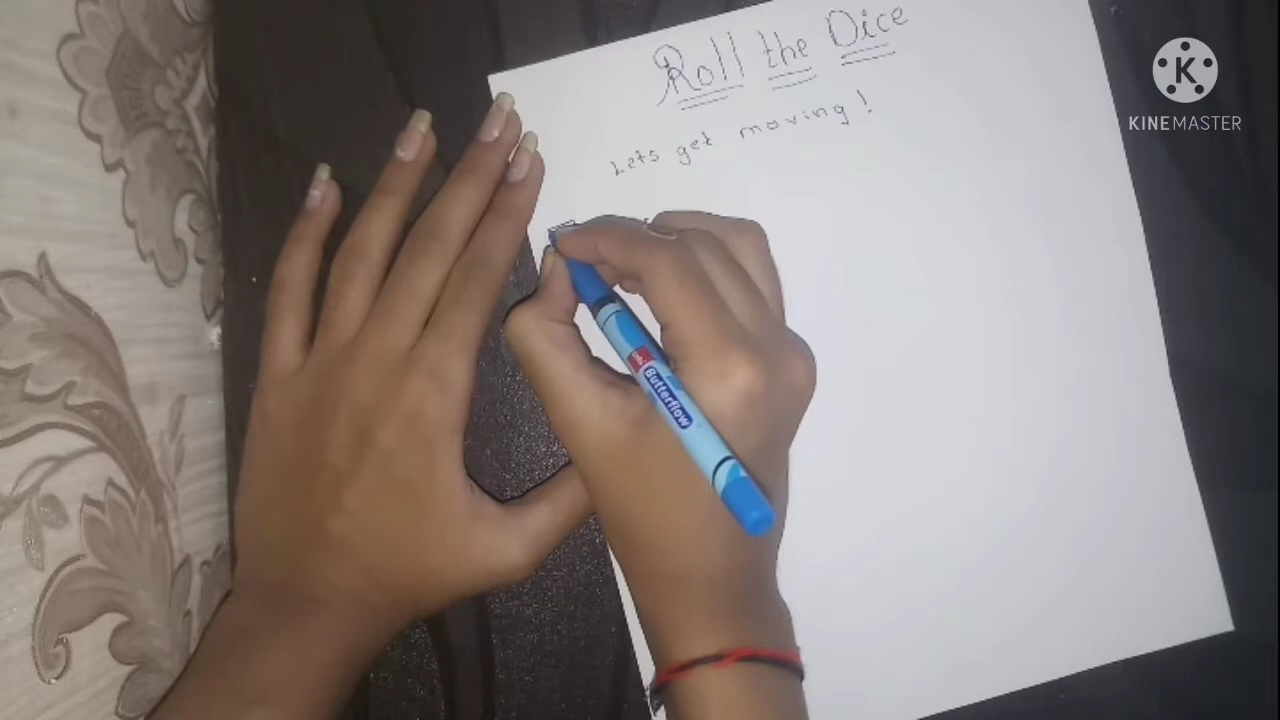 Roll the Dice
Lets get moving!
Butterflow
K
KINEMASTER